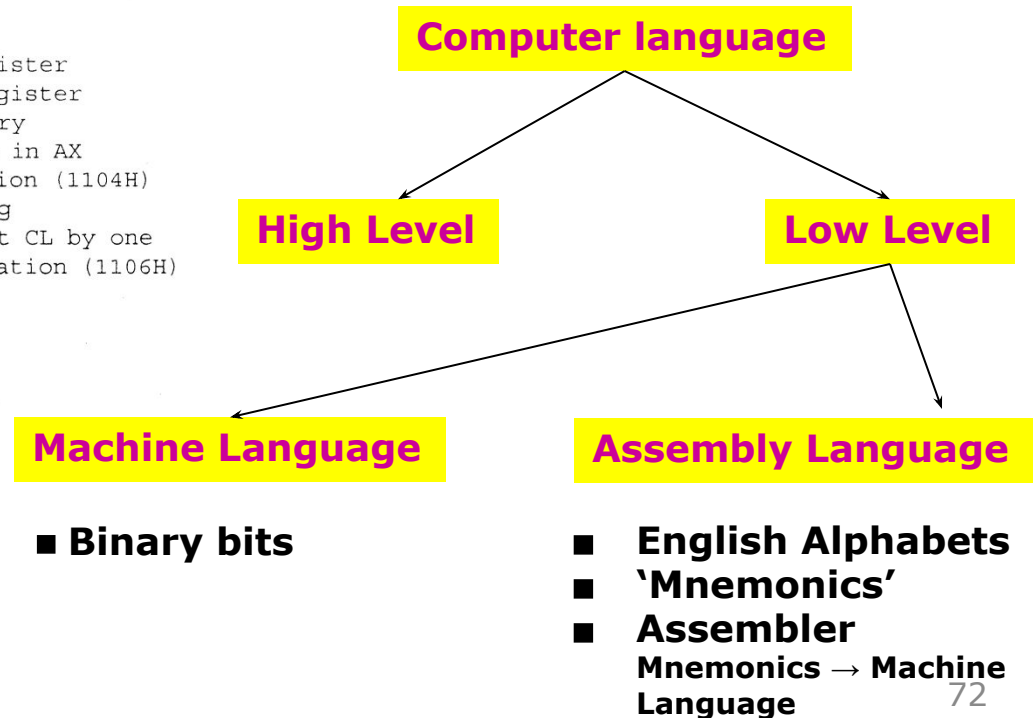 Computer language
ister
gister
ry
in AX
ion (1104H)
g
t CL by one
ation (1106H)
High Level
Low Level
Machine Language
Assembly Language
■ Binary bits
■ English Alphabets
■ ‘Mnemonics’
■ Assembler
Mnemonics → Machine
Language
72